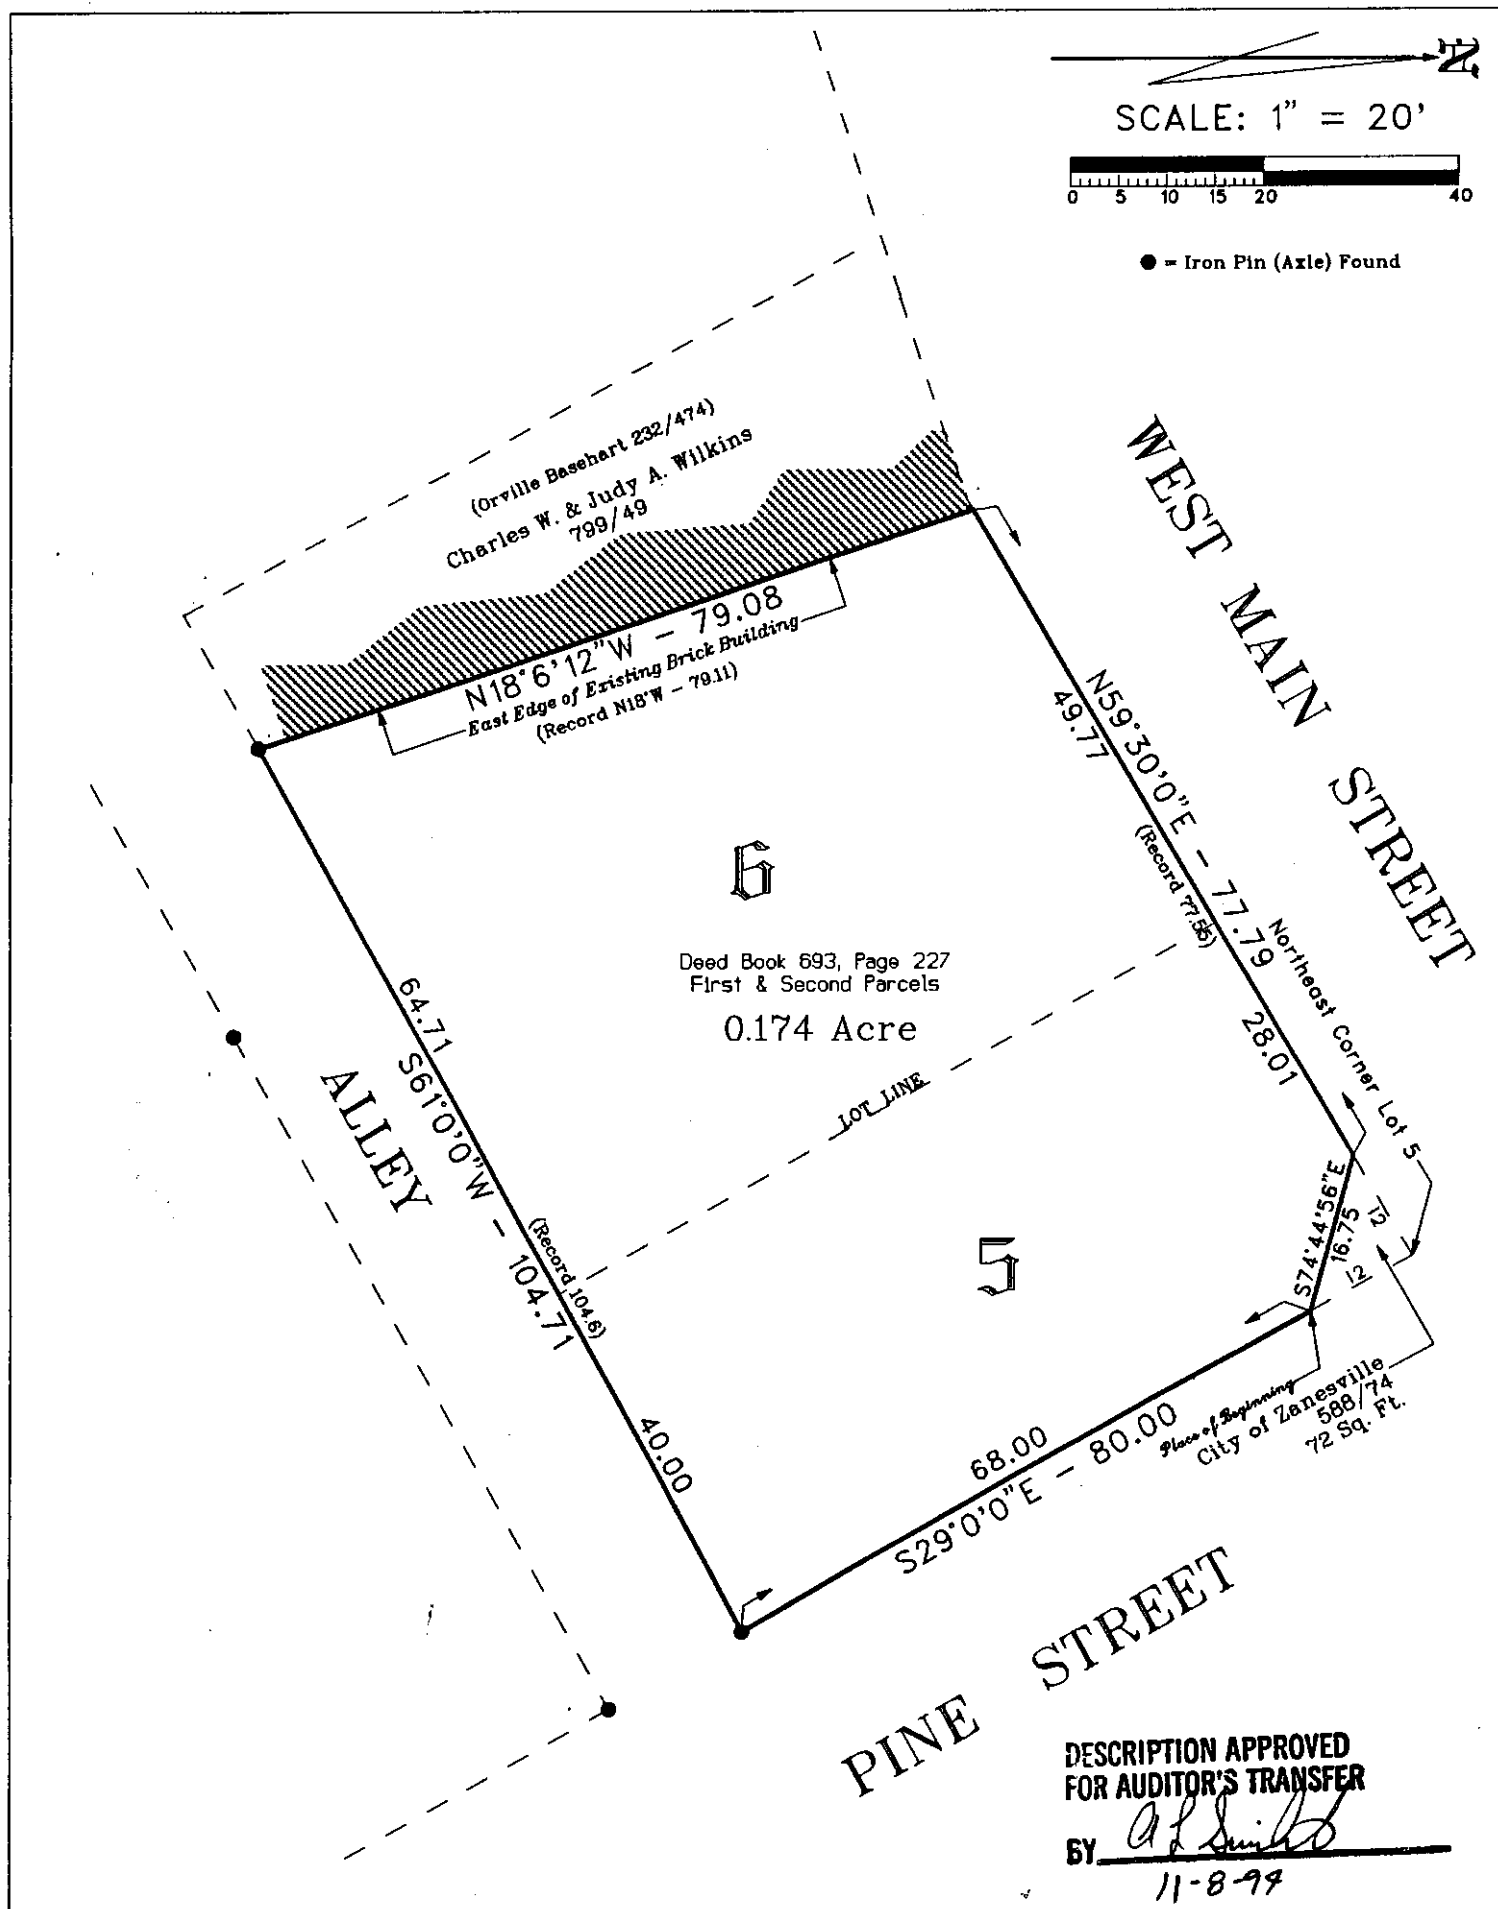 N
SCALE: 1" = 20'
0 5 10 15 20 40
● = Iron Pin (Axle) Found
(Orville Basehart 232/474)
Charles W. & Judy A. Wilkins
799/49
N18°6'12"W - 79.08
East Edge of Existing Brick Building
(Record N18°W - 79.11)
WEST MAIN STREET
N59°30'0"E - 77.79
49.77
(Record 77.55)
28.01
Northeast Corner Lot 5
6
Deed Book 693, Page 227
First & Second Parcels
0.174 Acre
LOT LINE
64.71
S61°0'0"W - 104.71
(Record 104.6)
40.00
ALLEY
5
S74°44'56"E
16.75
12
12
Place of Beginning
City of Zanesville
588/74
72 Sq. Ft.
68.00
S29°0'0"E - 80.00
PINE STREET
DESCRIPTION APPROVED
FOR AUDITOR'S TRANSFER
BY
11-8-94